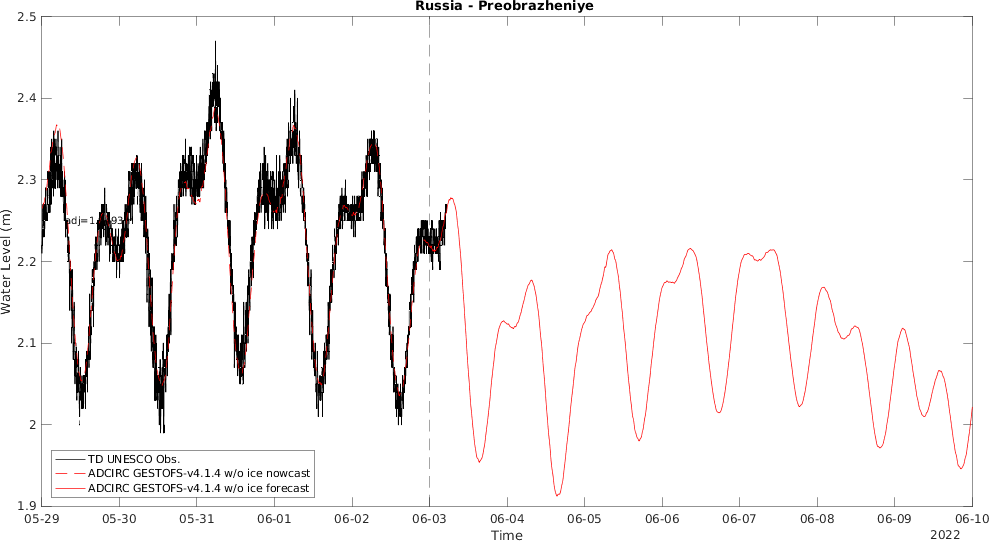 Russia - Preobrazheniye
Water Level (m)
2.5
2.4
2.3
2.2
2.1
2
1.9
TD UNESCO Obs.
ADCIRC GESTOFS-v4.1.4 w/o ice nowcast
ADCIRC GESTOFS-v4.1.4 w/o ice forecast
05-29 05-30 05-31 06-01 06-02 06-03 06-04 06-05 06-06 06-07 06-08 06-09 06-10
Time
2022